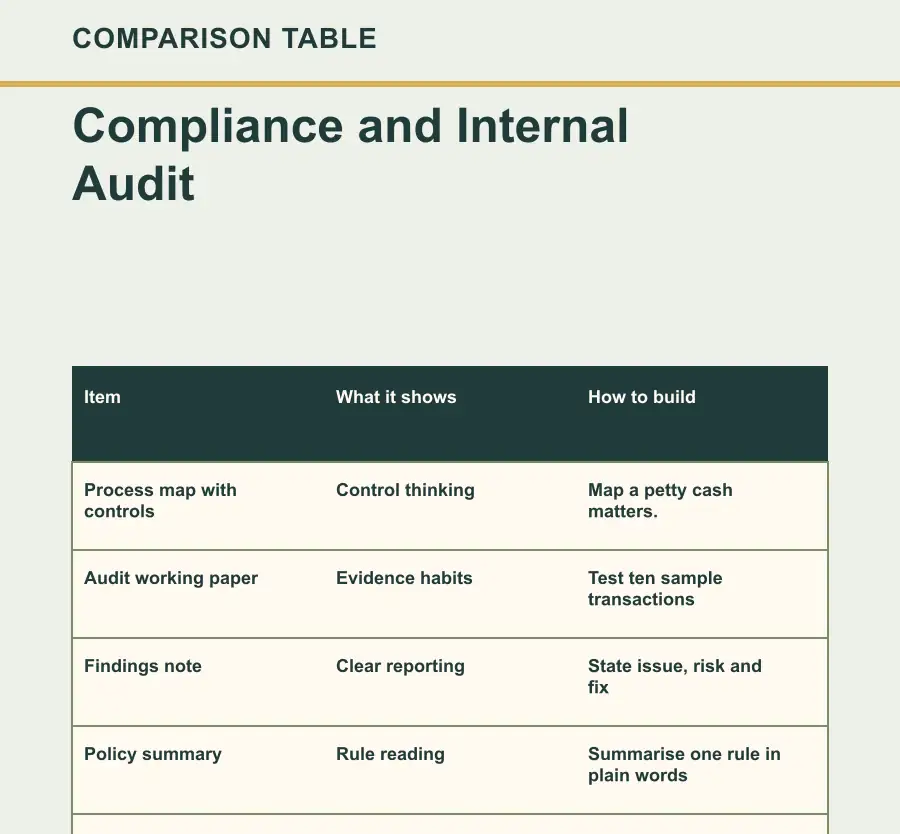 COMPARISON TABLE
Compliance and Internal
Audit
Item What it shows How to build
Process map with Control thinking Map a petty cash
controls matters.
Audit working paper Evidence habits Test ten sample
transactions
Findings note Clear reporting State issue, risk and
fix
Policy summary Rule reading Summarise one rule in
plain words